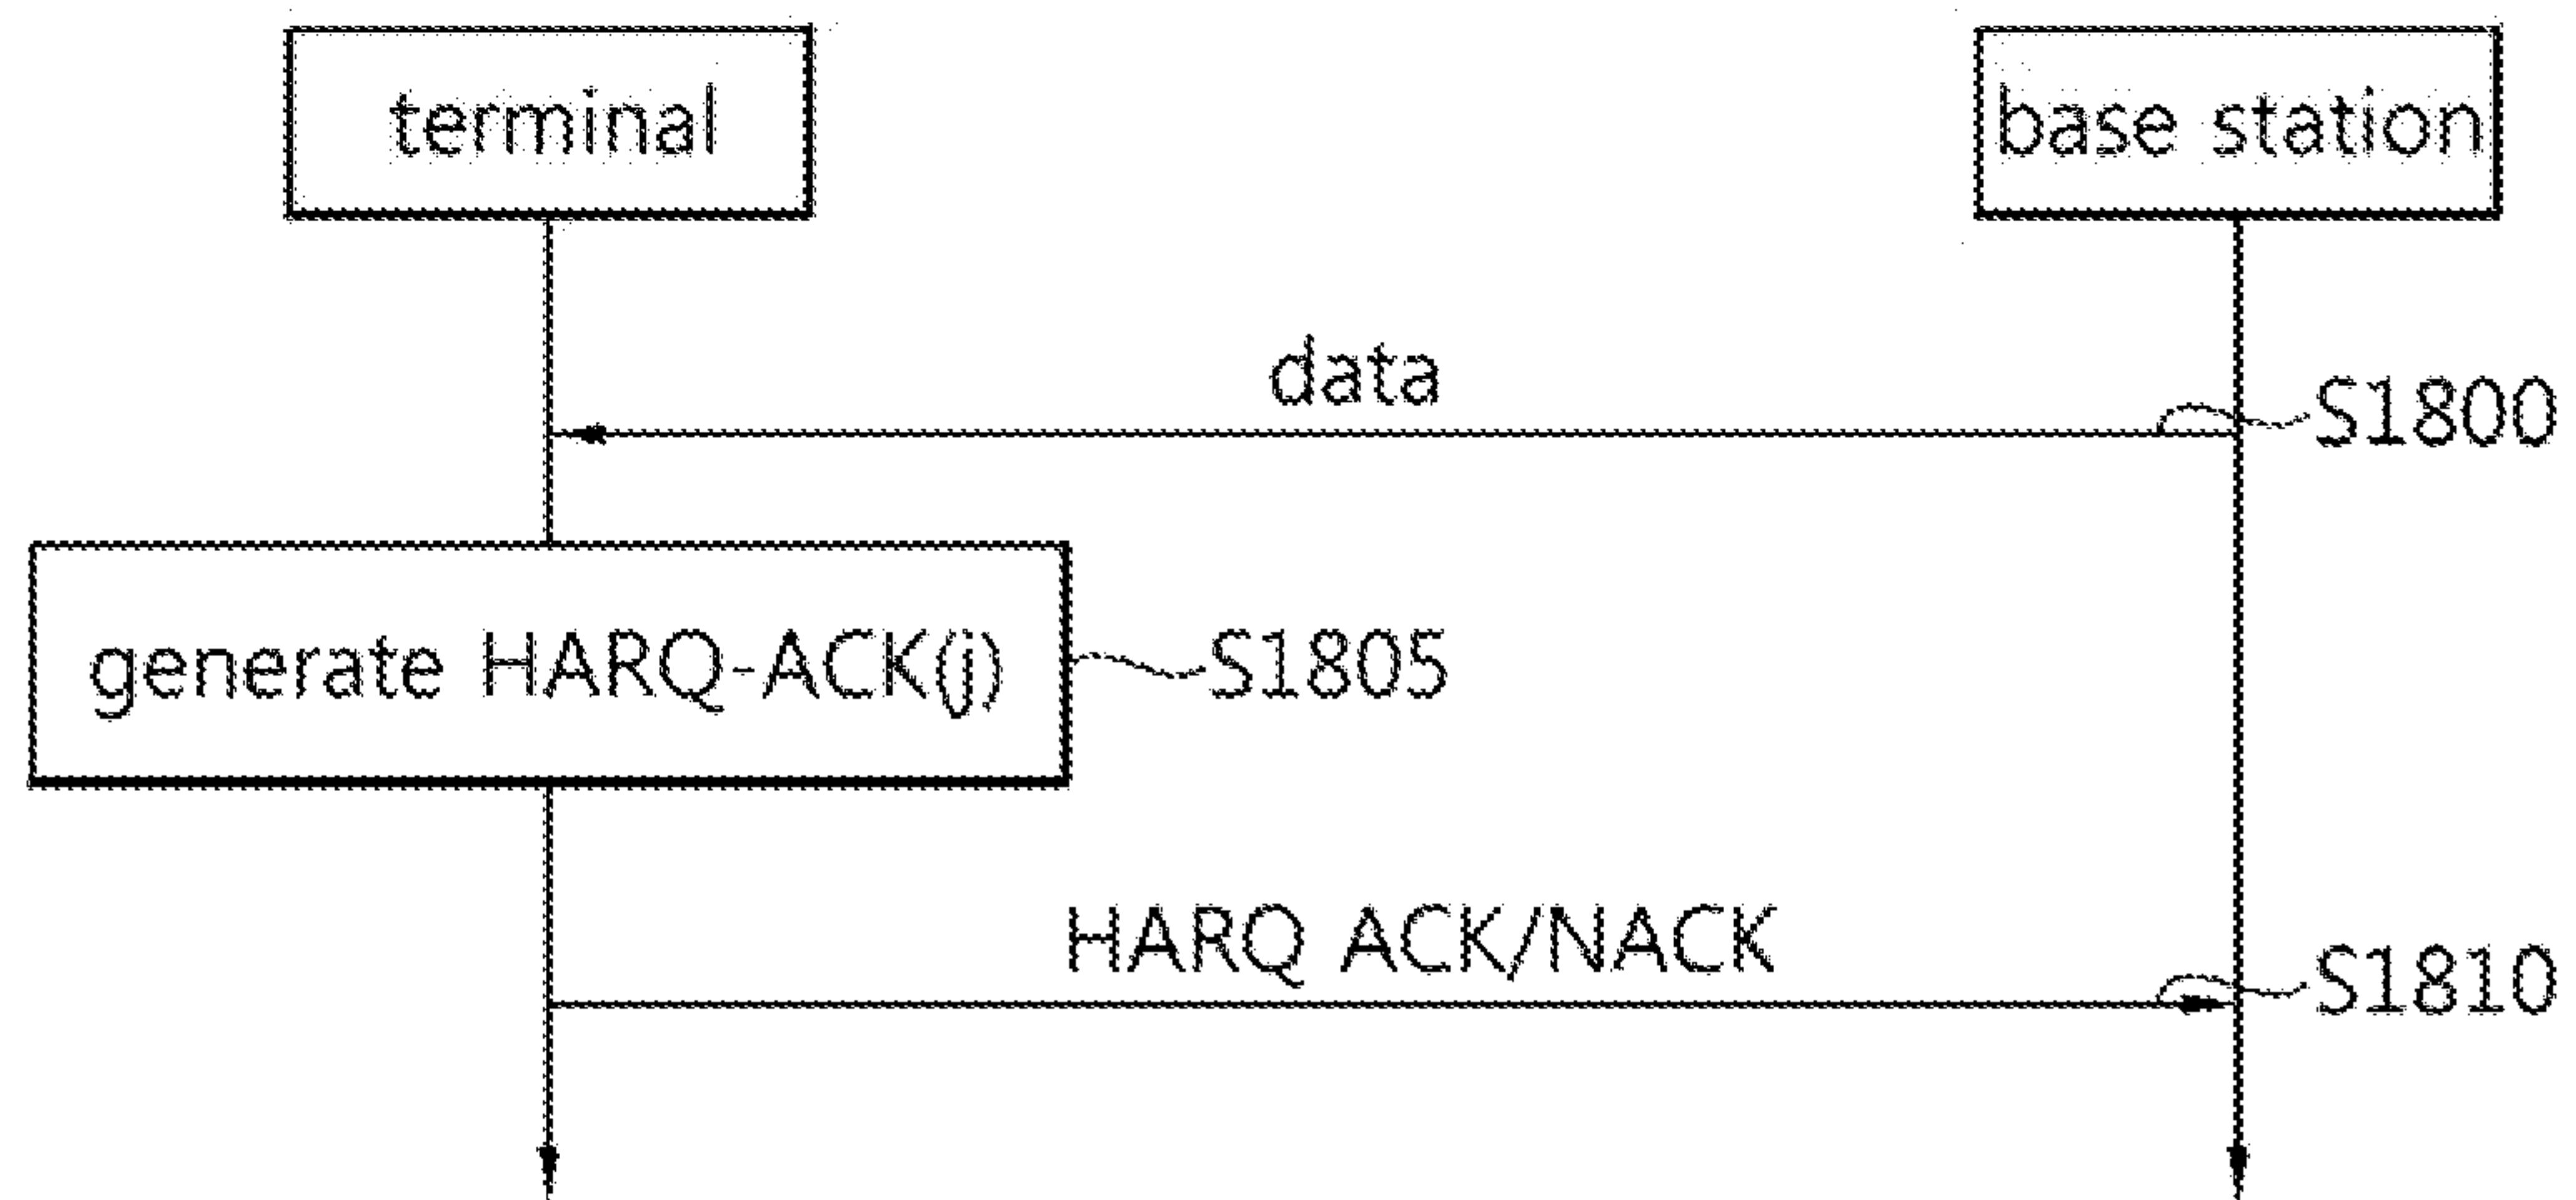 terminal
base station
data
S1800
generate HARQ-ACK(j)
S1805
HARQ ACK/NACK
S1810